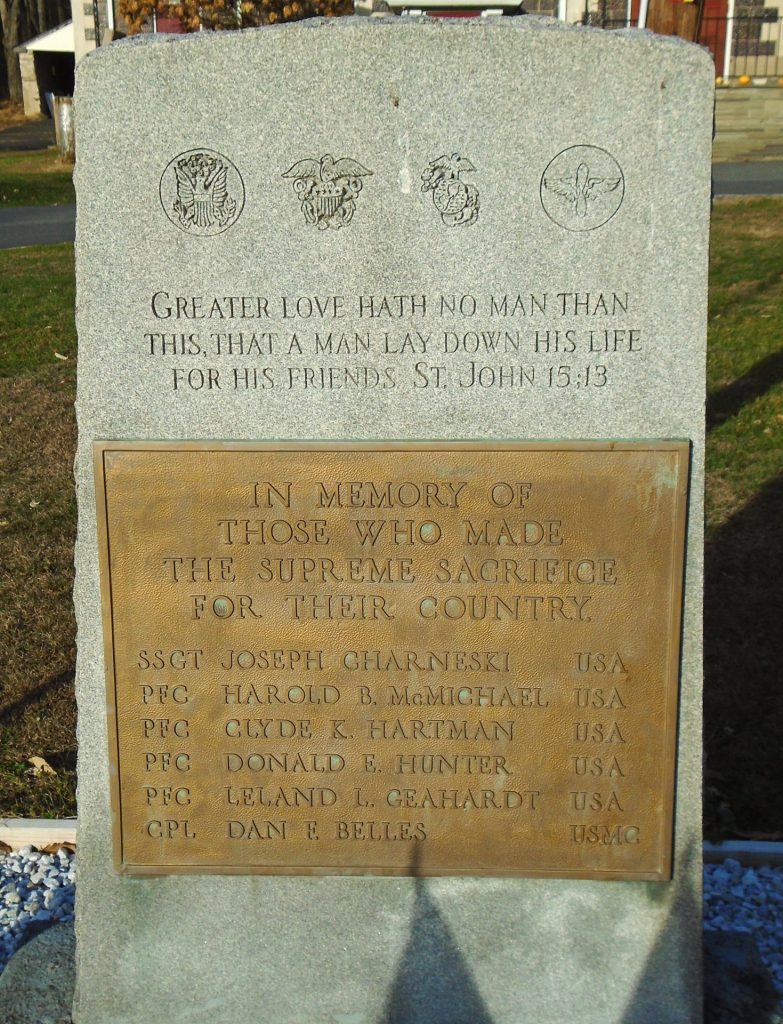 GREATER LOVE HATH NO MAN THAN
THIS, THAT A MAN LAY DOWN HIS LIFE
FOR HIS FRIENDS ST. JOHN 15:13
IN MEMORY OF
THOSE WHO MADE
THE SUPREME SACRIFICE
FOR THEIR COUNTRY.
SSGT JOSEPH CHARNESKI USA
PFC HAROLD B. McMICHAEL USA
PFC CLYDE K. HARTMAN USA
PFC DONALD E. HUNTER USA
PFC LELAND L. GEAHARDT USA
CPL DAN F. BELLES USMC